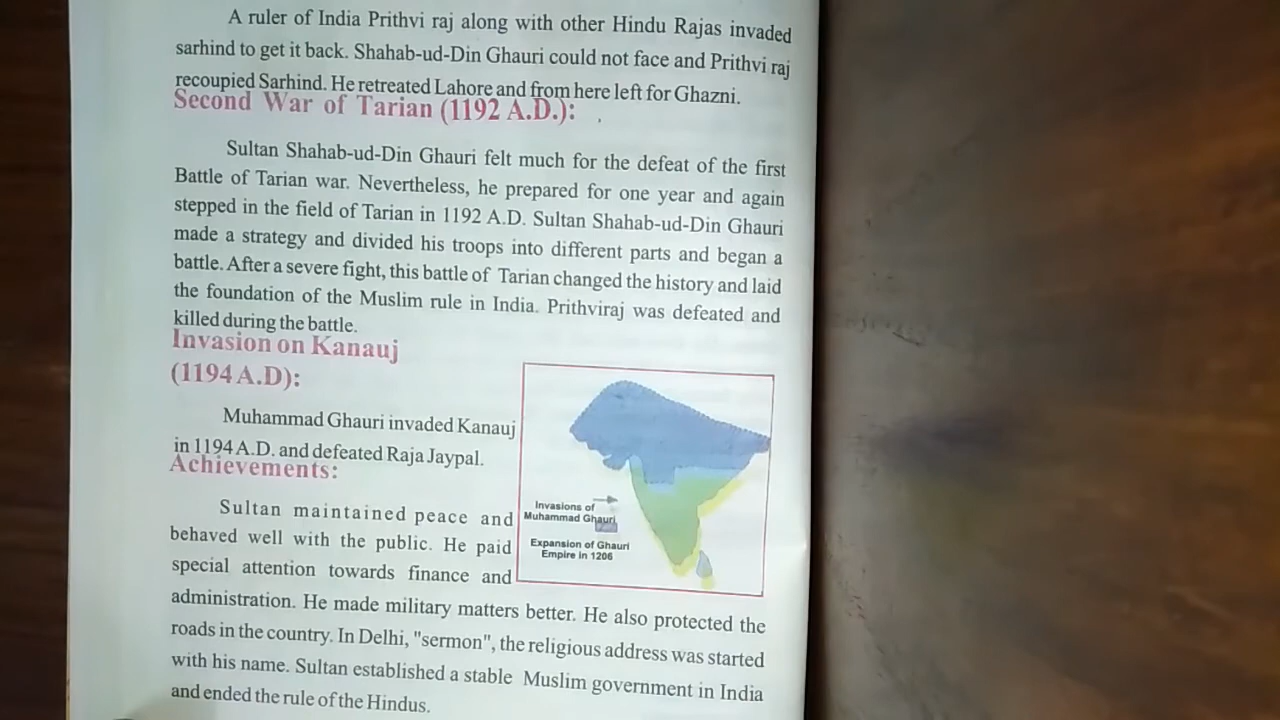 A ruler of India Prithvi raj along with other Hindu Rajas invaded
sarhind to get it back. Shahab-ud-Din Ghauri could not face and Prithvi raj
recoupied Sarhind. He retreated Lahore and from here left for Ghazni.
Second War of Tarian (1192 A.D.):
Sultan Shahab-ud-Din Ghauri felt much for the defeat of the first
Battle of Tarian war. Nevertheless, he prepared for one year and again
stepped in the field of Tarian in 1192 A.D. Sultan Shahab-ud-Din Ghauri
made a strategy and divided his troops into different parts and began a
battle. After a severe fight, this battle of Tarian changed the history and laid
the foundation of the Muslim rule in India. Prithviraj was defeated and
killed during the battle.
Invasion on Kanauj
(1194 A.D):
Muhammad Ghauri invaded Kanauj
in 1194 A.D. and defeated Raja Jaypal.
Achievements:
Sultan maintained peace and
behaved well with the public. He paid
special attention towards finance and
Invasions of
Muhammad Ghauri
Expansion of Ghauri
Empire in 1206
administration. He made military matters better. He also protected the
roads in the country. In Delhi, "sermon", the religious address was started
with his name. Sultan established a stable Muslim government in India
and ended the rule of the Hindus.